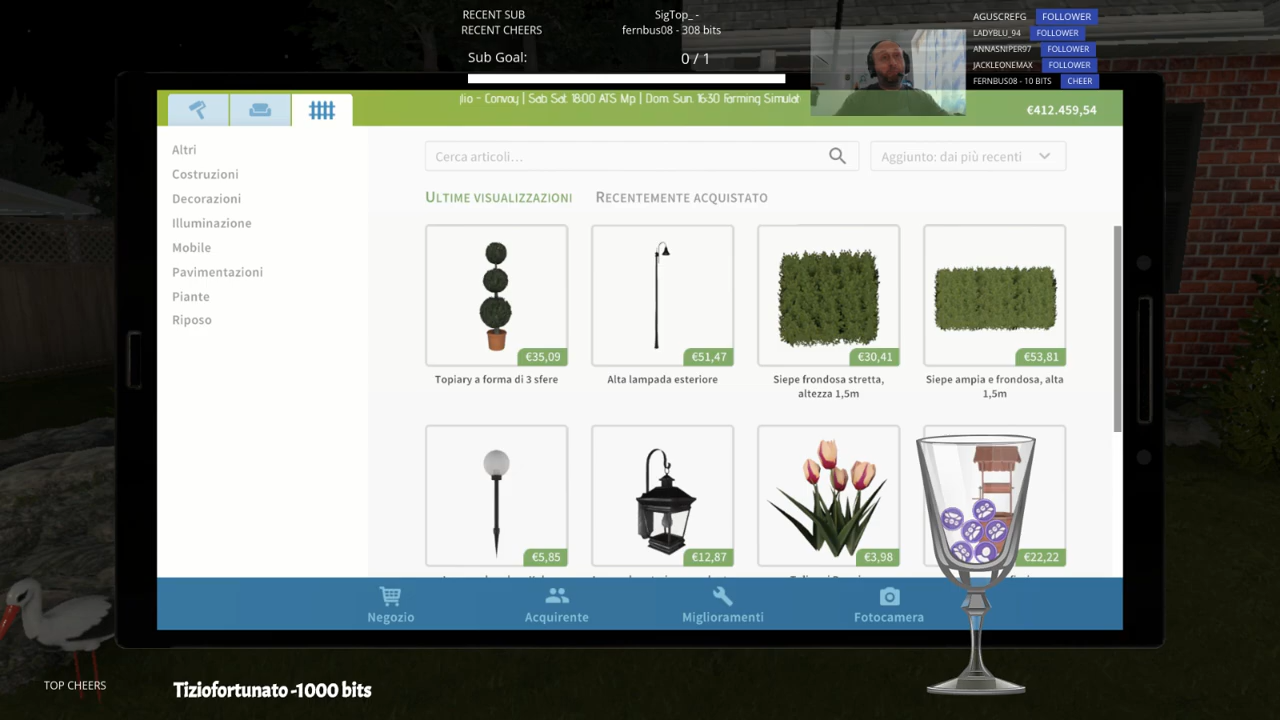 RECENT SUB
SigTop_ -
RECENT CHEERS
fernbus08 - 308 bits
Sub Goal:
0 / 1
AGUSCREFG FOLLOWER
LADYBLU_94 FOLLOWER
ANNASNIPER97 FOLLOWER
JACKLEONEMAX FOLLOWER
FERNBUS08 - 10 BITS CHEER
lio - Convoy | Sab Sat. 18:00 ATS Mp | Dom. Sun. 16:30 Farming Simulat
€412.459,54
Altri
Costruzioni
Decorazioni
Illuminazione
Mobile
Pavimentazioni
Piante
Riposo
Cerca articoli...
Aggiunto: dai più recenti
ULTIME VISUALIZZAZIONI
RECENTEMENTE ACQUISTATO
€35,09
Topiary a forma di 3 sfere
€51,47
Alta lampada esteriore
€30,41
Siepe frondosa stretta,
altezza 1,5m
€53,81
Siepe ampia e frondosa, alta
1,5m
€5,85
€12,87
€3,98
€22,22
Negozio
Acquirente
Miglioramenti
Fotocamera
TOP CHEERS
Tiziofortunato -1000 bits